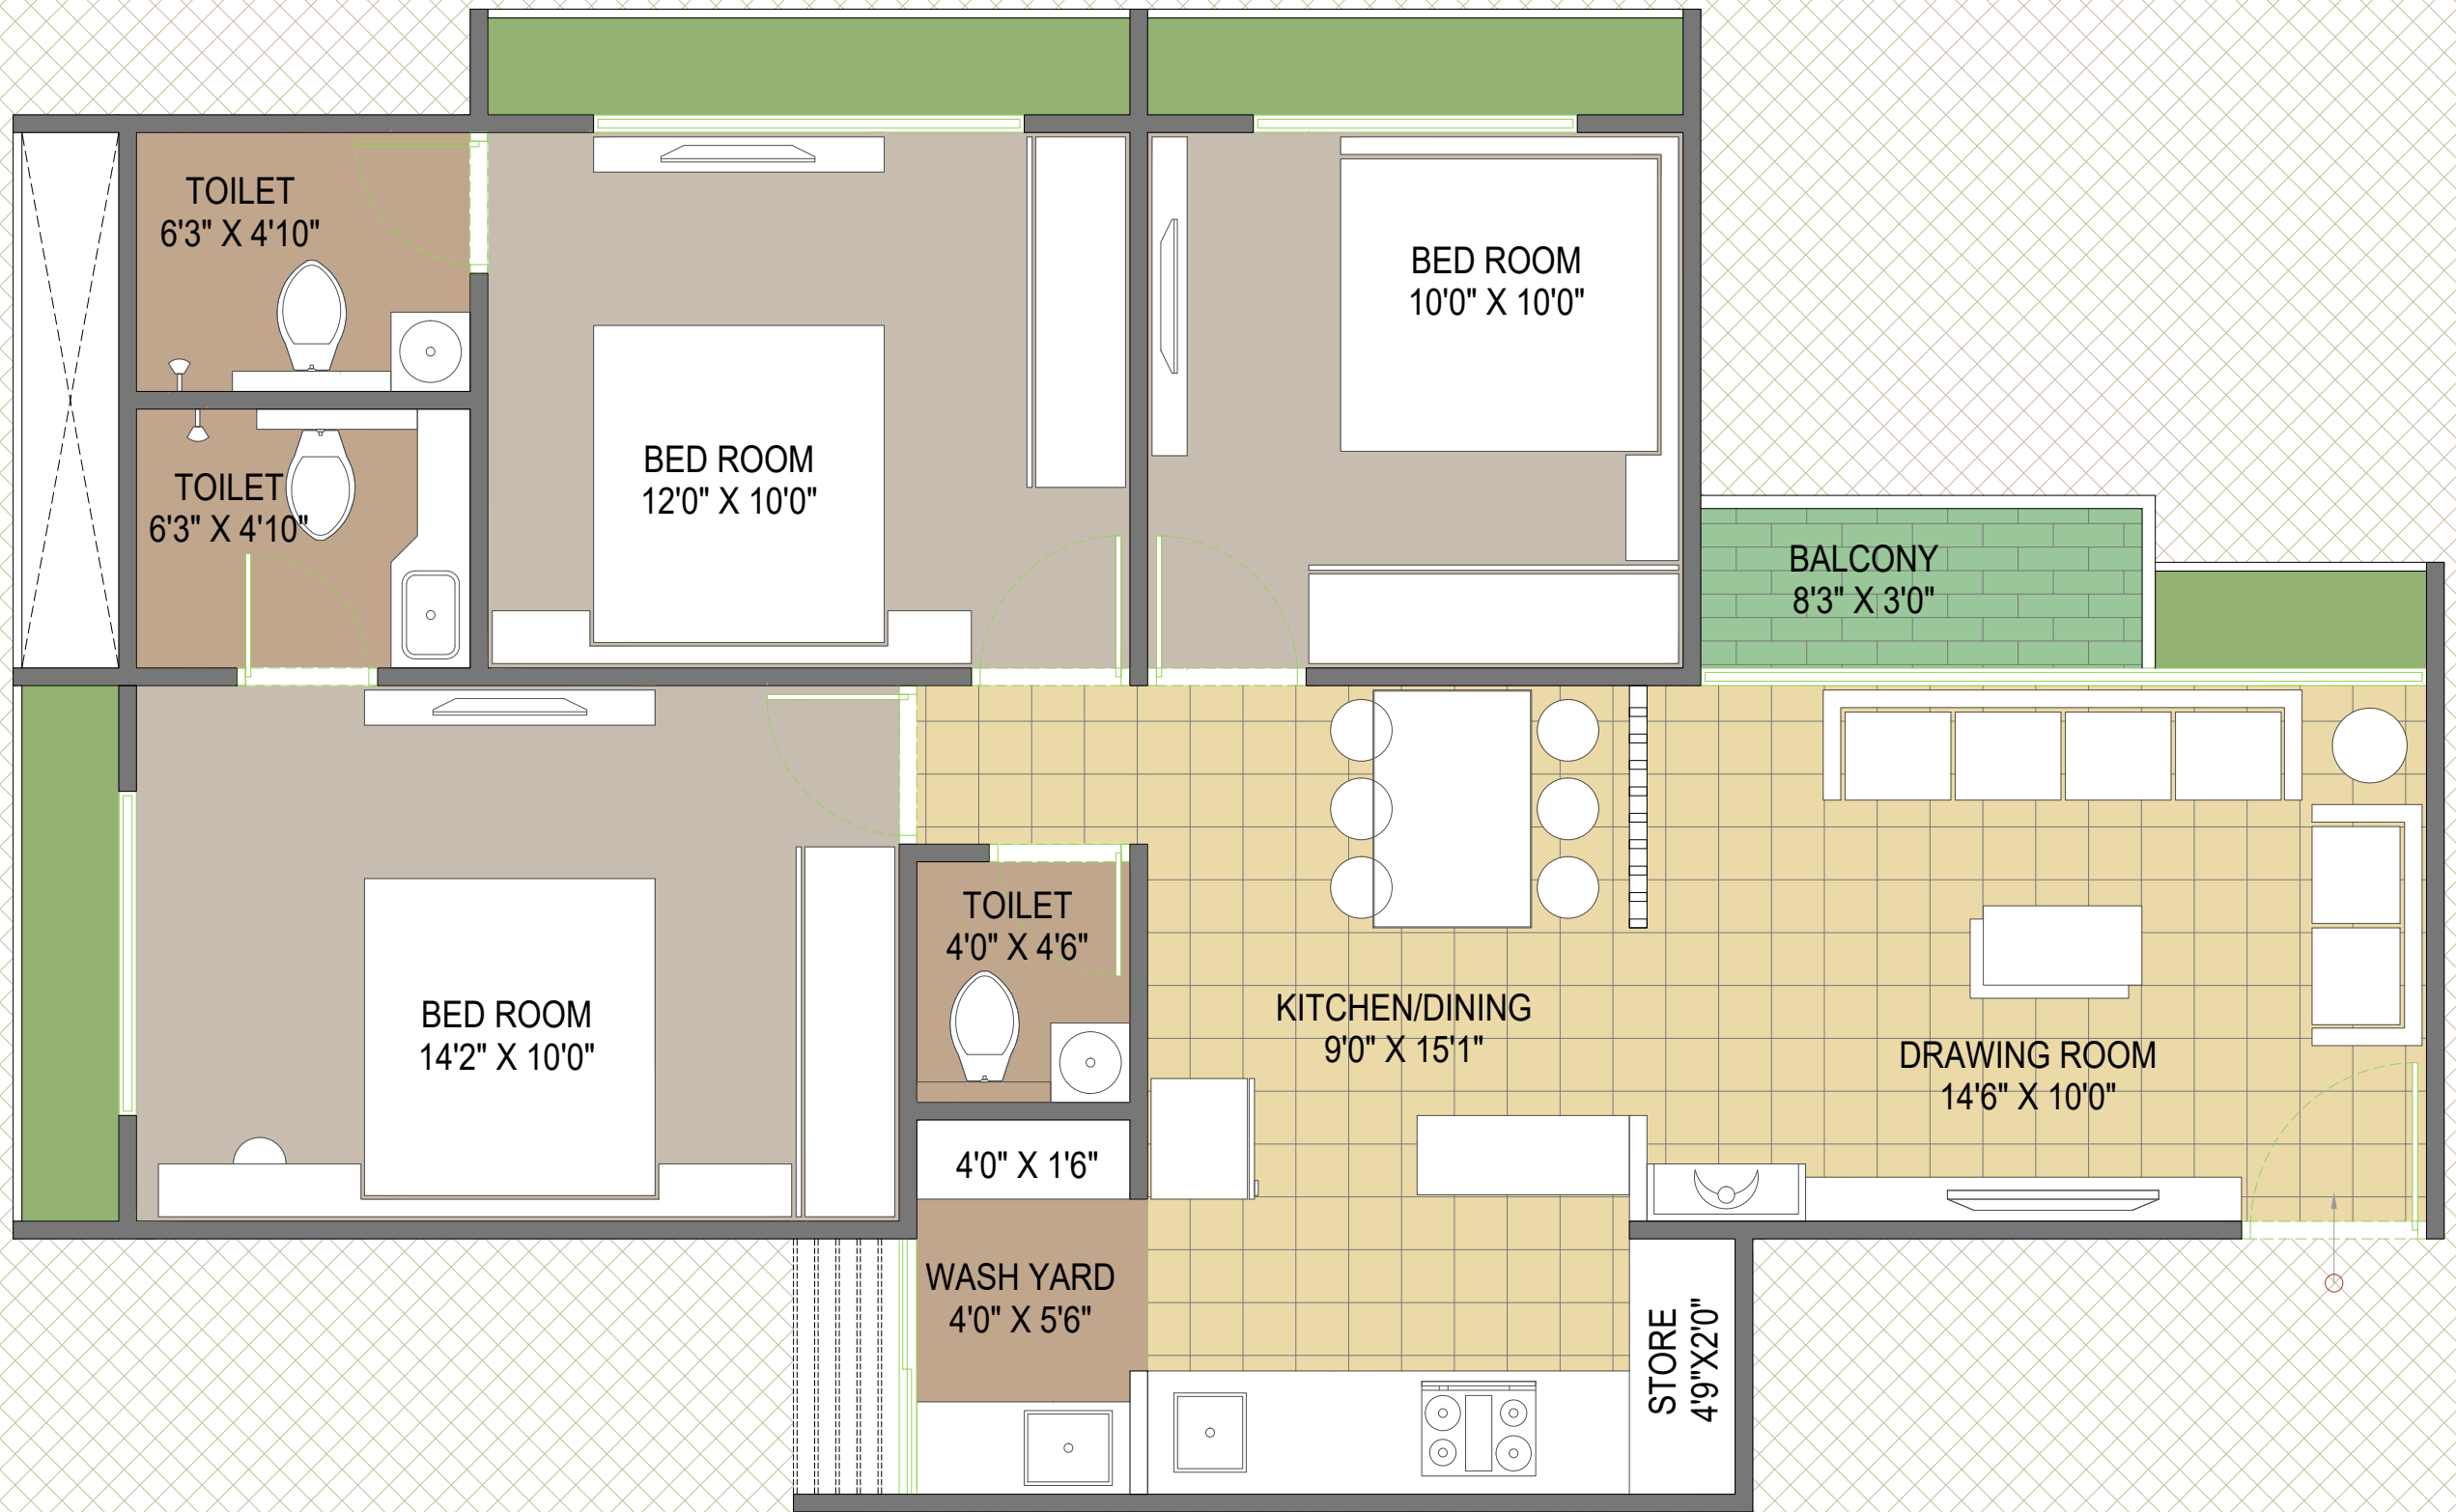 TOILET
6'3" X 4'10"
BED ROOM
10'0" X 10'0"
BED ROOM
12'0" X 10'0"
TOILET
6'3" X 4'10"
BALCONY
8'3" X 3'0"
TOILET
4'0" X 4'6"
BED ROOM
14'2" X 10'0"
KITCHEN/DINING
9'0" X 15'1"
DRAWING ROOM
14'6" X 10'0"
4'0" X 1'6"
WASH YARD
4'0" X 5'6"
STORE
4'9"X2'0"